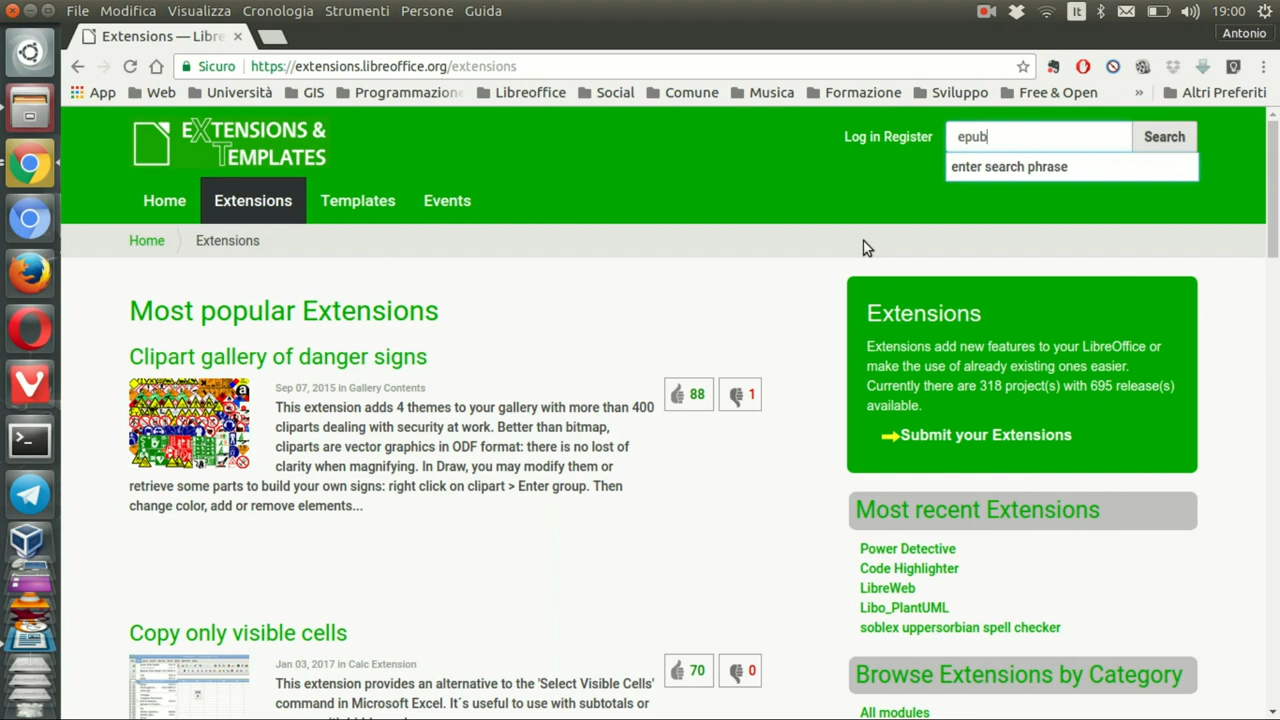 File Modifica Visualizza Cronologia Strumenti Persone Guida
It
19:00
Extensions — Libre
Antonio
Sicuro
https://extensions.libreoffice.org/extensions
App Web Università GIS Programmazione Libreoffice Social Comune Musica Formazione Sviluppo Free & Open » Altri Preferiti
EXTENSIONS &
TEMPLATES
Log in Register
epub
Search
enter search phrase
Home Extensions Templates Events
Home Extensions
Most popular Extensions
Clipart gallery of danger signs
Sep 07, 2015 in Gallery Contents
88
1
This extension adds 4 themes to your gallery with more than 400
cliparts dealing with security at work. Better than bitmap,
cliparts are vector graphics in ODF format: there is no lost of
clarity when magnifying. In Draw, you may modify them or
retrieve some parts to build your own signs: right click on clipart > Enter group. Then
change color, add or remove elements...
Copy only visible cells
Jan 03, 2017 in Calc Extension
70
0
This extension provides an alternative to the 'Select Visible Cells'
command in Microsoft Excel. It´s useful to use with subtotals or
Extensions
Extensions add new features to your LibreOffice or
make the use of already existing ones easier.
Currently there are 318 project(s) with 695 release(s)
available.
Submit your Extensions
Most recent Extensions
Power Detective
Code Highlighter
LibreWeb
Libo_PlantUML
soblex uppersorbian spell checker
Browse Extensions by Category
All modules